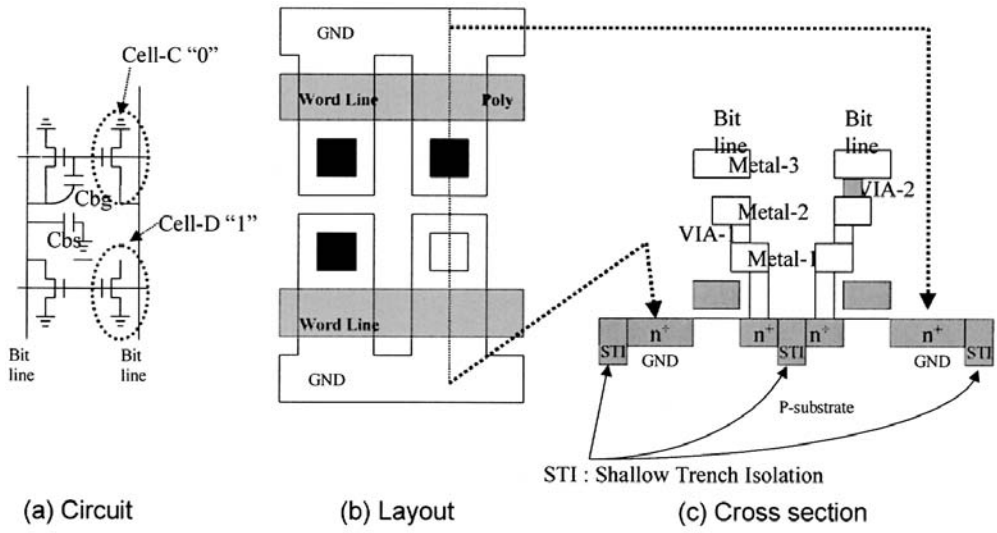 Cell-C “0”
Cbg
Cbs
Cell-D “1”
Bit
line
Bit
line
(a) Circuit
GND
Word Line
Poly
Word Line
GND
(b) Layout
Bit
line
Bit
line
Metal-3
VIA-2
Metal-2
VIA-
Metal-1
n+
n+
n+
n+
STI
GND
STI
GND
STI
P-substrate
STI : Shallow Trench Isolation
(c) Cross section